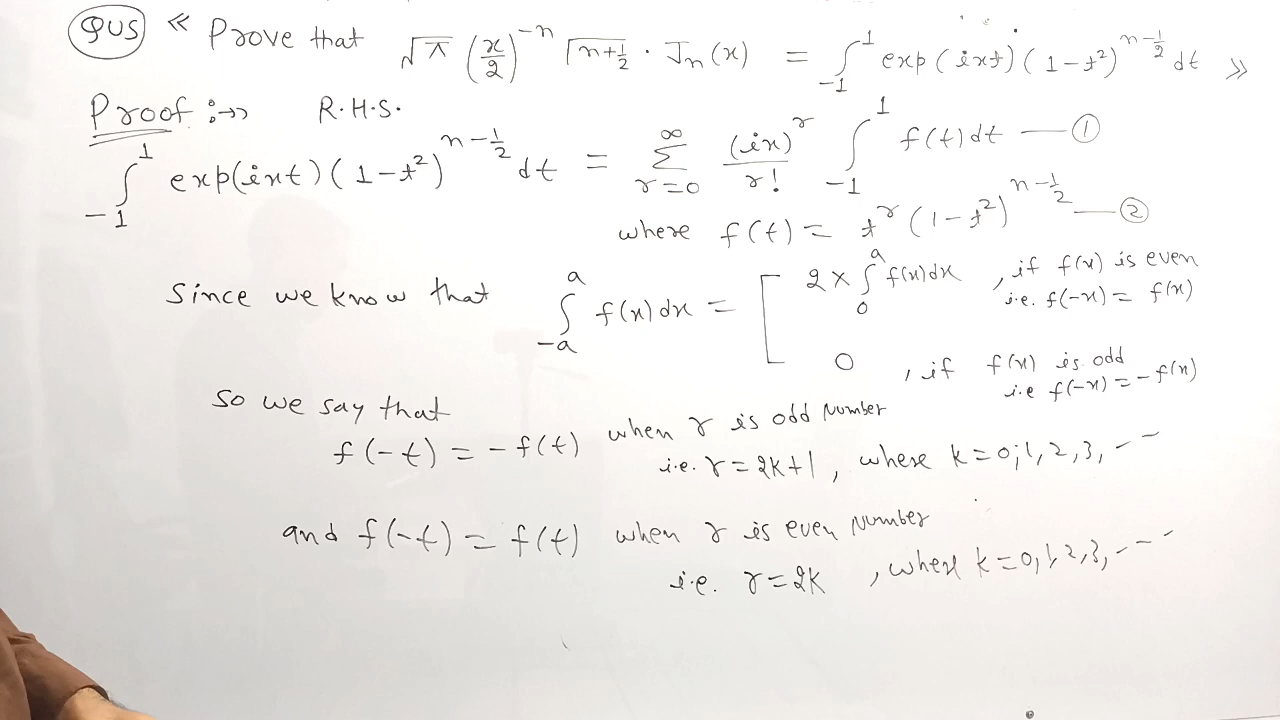 QUS « Prove that √π (x/2)^{-n} Γ(n+1/2) · J_n(x) = ∫_{-1}^{1} exp(ixt)(1-t²)^{n-1/2} dt »
Proof :→» R.H.S.
∫_{-1}^{1} exp(ixt)(1-t²)^{n-1/2} dt = Σ_{r=0}^{∞} (ix)^r / r! ∫_{-1}^{1} f(t)dt — ①
where f(t) = t^r (1-t²)^{n-1/2} — ②
Since we know that ∫_{-a}^{a} f(x)dx = [ 2 × ∫_{0}^{a} f(x)dx , if f(x) is even
i.e. f(-x) = f(x)
0 , if f(x) is odd
i.e f(-x) = -f(x)
So we say that
f(-t) = -f(t) when r is odd Number
i.e. r = 2k+1 , where k = 0,1,2,3, - -
and f(-t) = f(t) when r is even Number
i.e. r = 2k , where k = 0,1,2,3, - - -